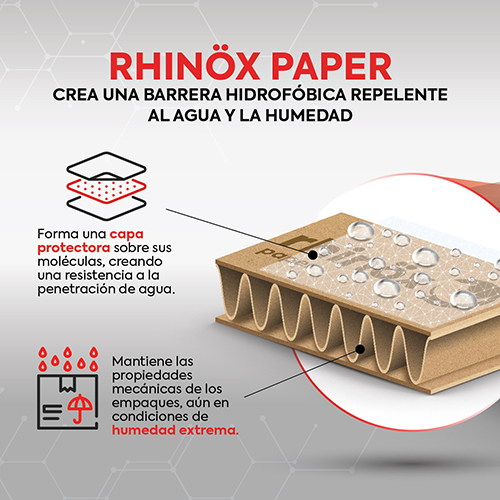 RHINÖX PAPER
CREA UNA BARRERA HIDROFÓBICA REPELENTE
AL AGUA Y LA HUMEDAD
Forma una capa
protectora sobre sus
moléculas, creando
una resistencia a la
penetración de agua.
Mantiene las
propiedades
mecánicas de los
empaques, aún en
condiciones de
humedad extrema.